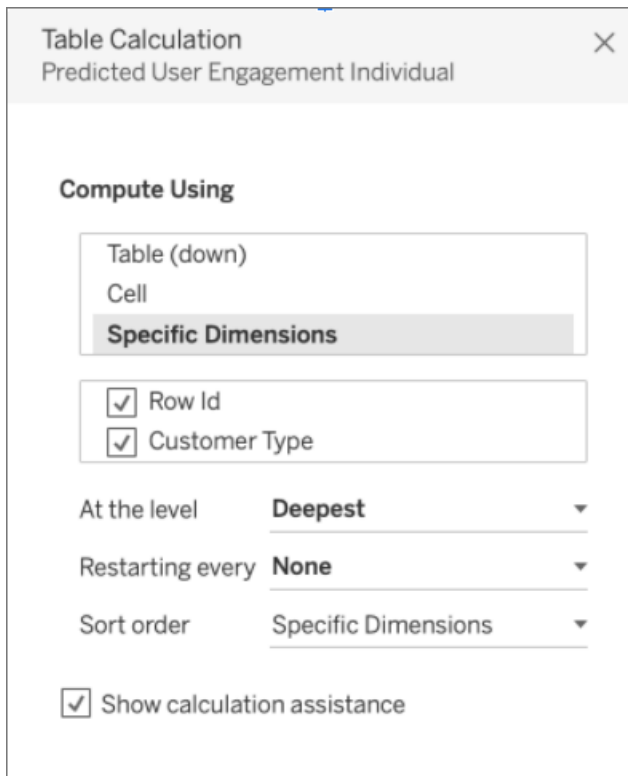 Table Calculation
Predicted User Engagement Individual
Compute Using
Table (down)
Cell
Specific Dimensions
Row Id
Customer Type
At the level Deepest
Restarting every None
Sort order Specific Dimensions
Show calculation assistance